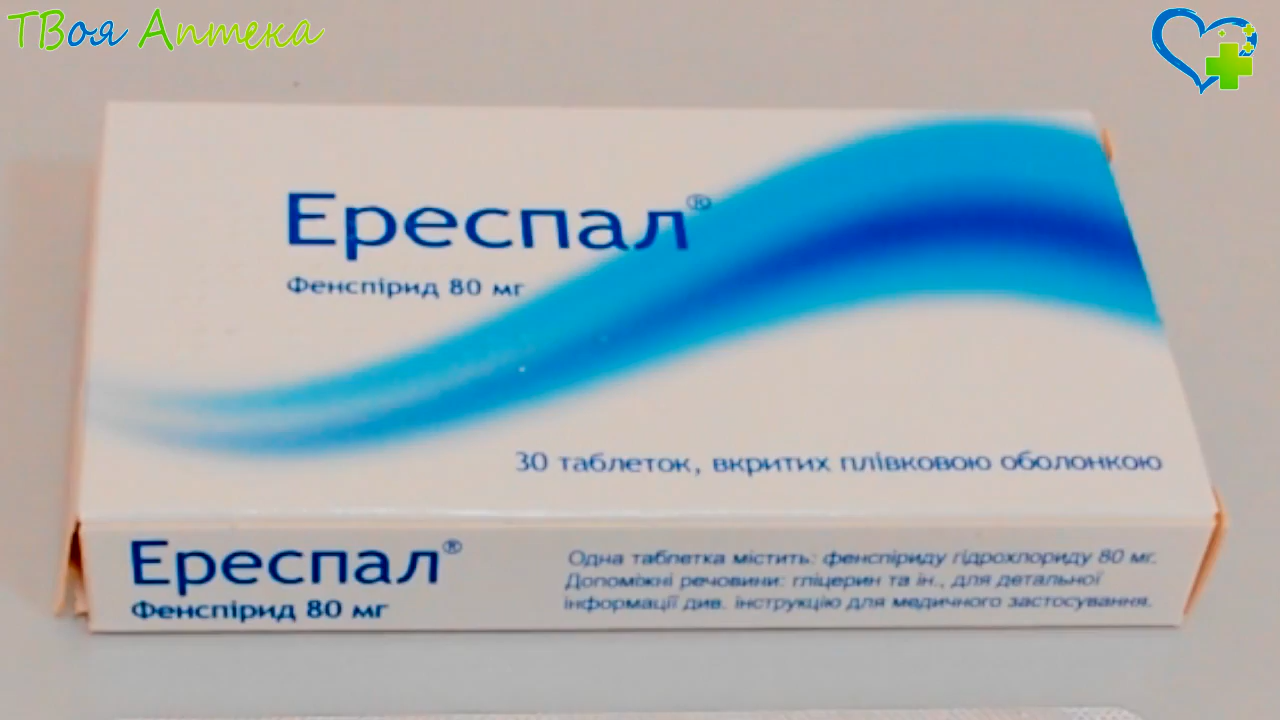 ТВоя Аптека
Ереспал®
Фенспірид 80 мг
30 таблеток, вкритих плівковою оболонкою
Ереспал®
Фенспірид 80 мг
Одна таблетка містить: фенспіриду гідрохлориду 80 мг.
Допоміжні речовини: гліцерин та ін., для детальної
інформації див. інструкцію для медичного застосування.